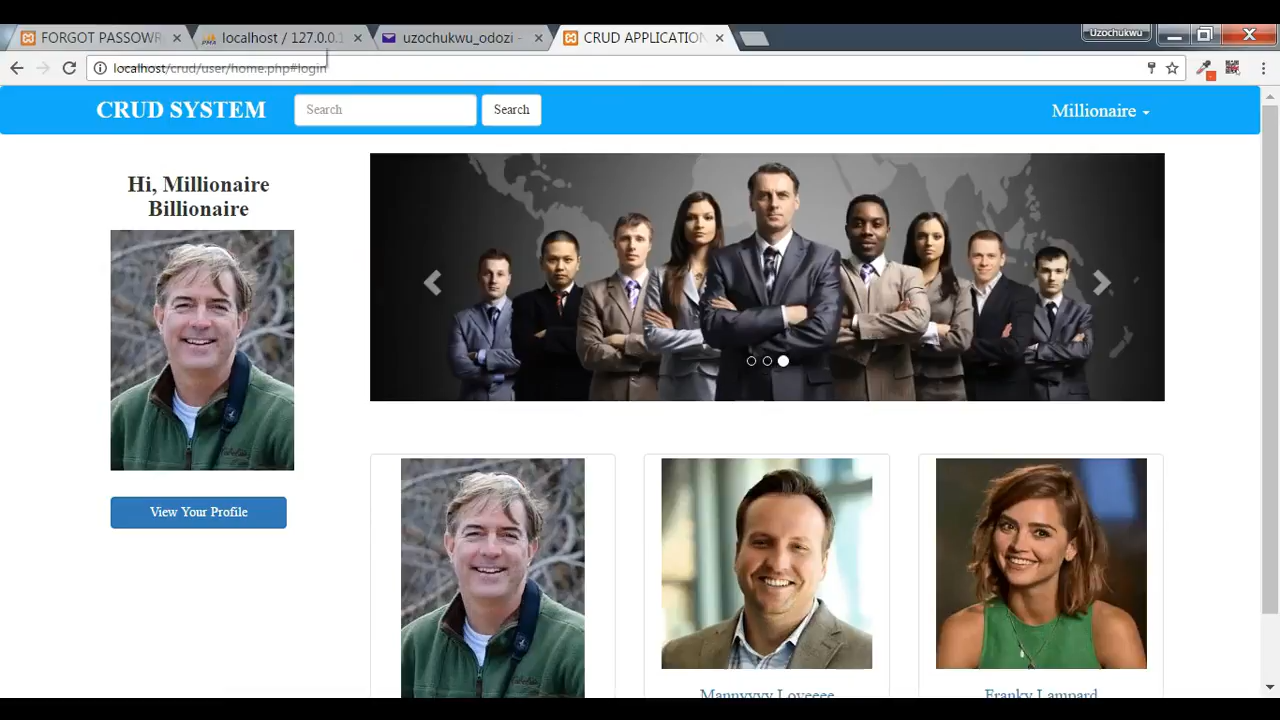 FORGOT PASSOWR
localhost / 127.0.0.1
uzochukwu_odozi -
CRUD APPLICATION
Uzochukwu
localhost/crud/user/home.php#login
CRUD SYSTEM
Search
Search
Millionaire
Hi, Millionaire
Billionaire
View Your Profile
Mannyyyy Loveeee
Franky Lampard